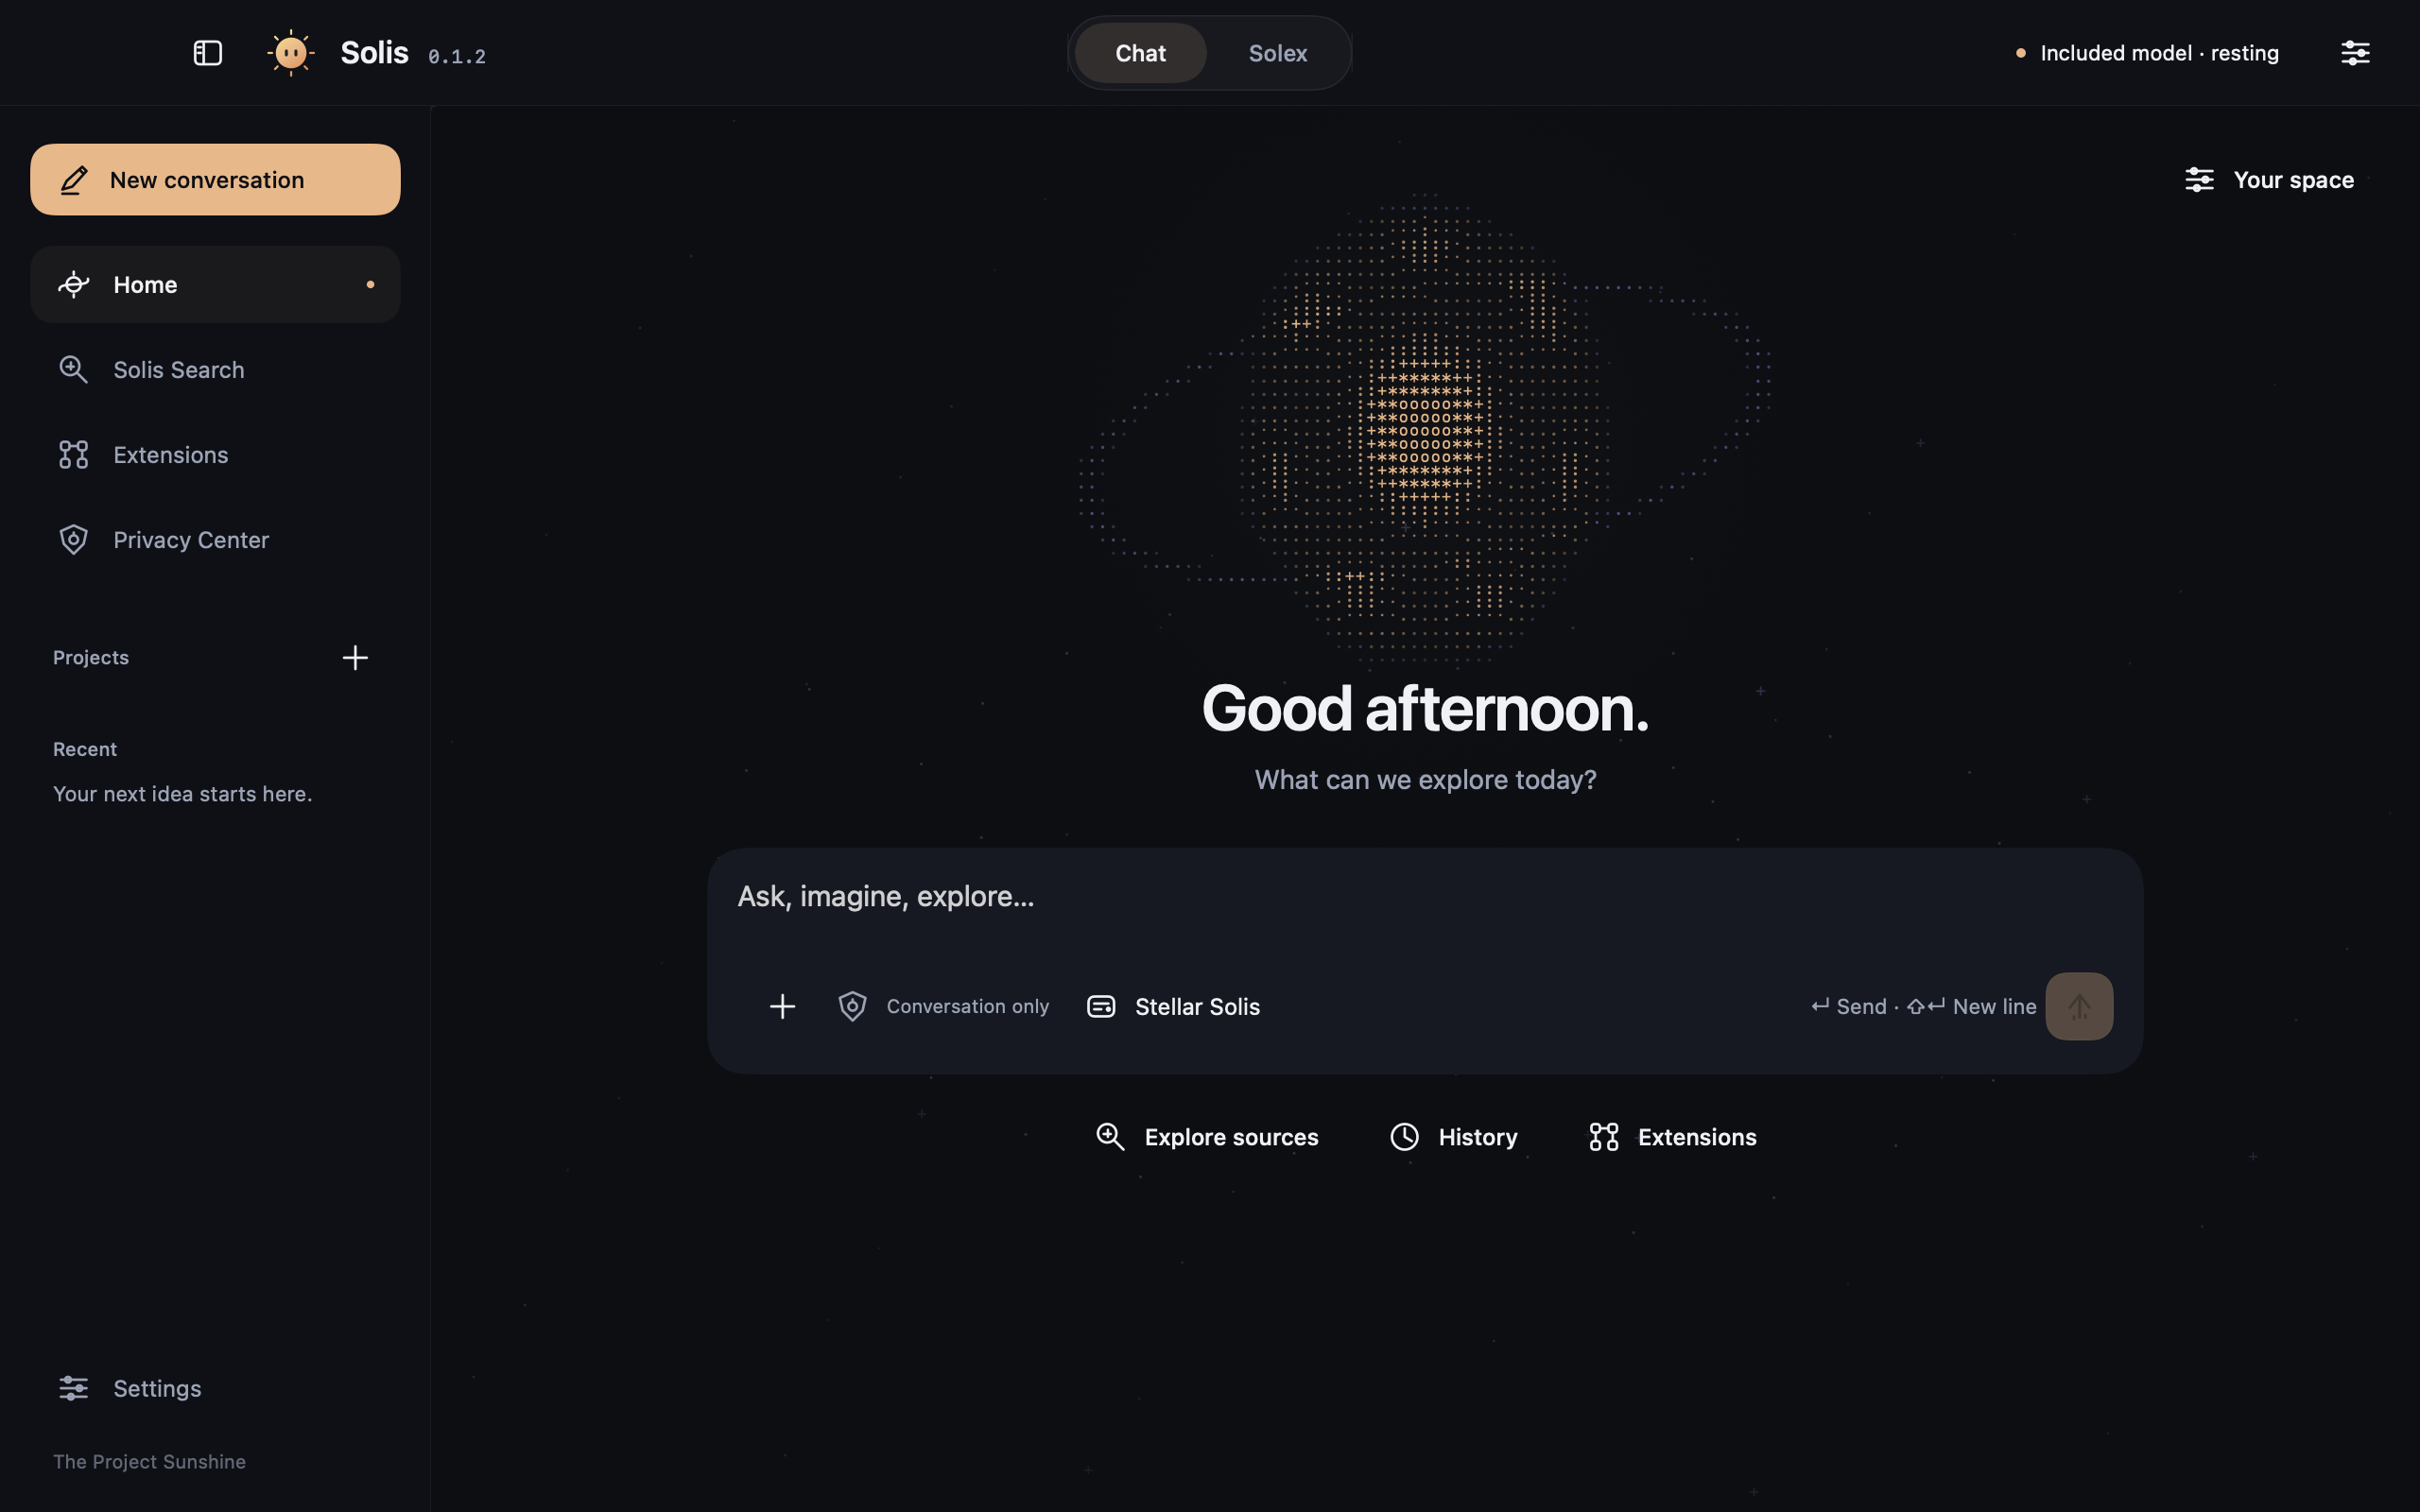 Solis 0.1.2
Chat
Solex
Included model · resting
New conversation
Home
Solis Search
Extensions
Privacy Center
Projects
Recent
Your next idea starts here.
Settings
The Project Sunshine
Your space
Good afternoon.
What can we explore today?
Ask, imagine, explore...
Conversation only
Stellar Solis
↵ Send · ⇧↵ New line
Explore sources
History
Extensions